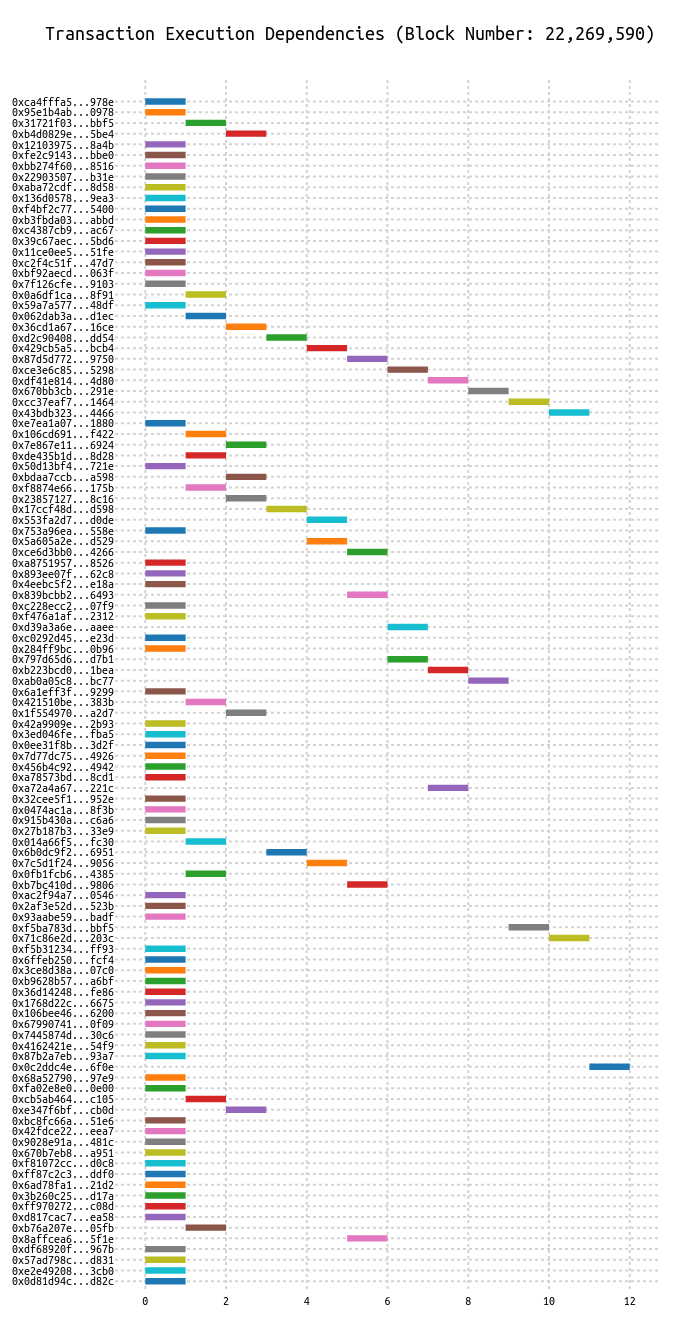 Transaction Execution Dependencies (Block Number: 22,269,590)
0xca4fffa5...978e
0x95e1b4ab...0978
0x31721f03...bbf5
0xb4d0829e...5be4
0x12103975...8a4b
0xfe2c9143...bbe0
0xbb274f60...8516
0x22903507...b31e
0xaba72cdf...8d58
0x136d0578...9ea3
0xf4bf2c77...5400
0xb3fbda03...abbd
0xc4387cb9...ac67
0x39c67aec...5bd6
0x11ce0ee5...51fe
0xc2f4c51f...47d7
0xbf92aecd...063f
0x7f126cfe...9103
0x0a6df1ca...8f91
0x59a7a577...48df
0x062dab3a...d1ec
0x36cd1a67...16ce
0xd2c90408...dd54
0x429cb5a5...bcb4
0x87d5d772...9750
0xce3e6c85...5298
0xdf41e814...4d80
0x670bb3cb...291e
0xcc37eaf7...1464
0x43bdb323...4466
0xe7ea1a07...1880
0x106cd691...f422
0x7e867e11...6924
0xde435b1d...8d28
0x50d13bf4...721e
0xbdaa7ccb...a598
0xf8874e66...175b
0x23857127...8c16
0x17ccf48d...d598
0x553fa2d7...d0de
0x753a96ea...558e
0x5a605a2e...d529
0xce6d3bb0...4266
0xa8751957...8526
0x893ee07f...62c8
0x4eebc5f2...e18a
0x839bcbb2...6493
0xc228ecc2...07f9
0xf476a1af...2312
0xd39a3a6e...aaee
0xc0292d45...e23d
0x284ff9bc...0b96
0x797d65d6...d7b1
0xb223bcd0...1bea
0xab0a05c8...bc77
0x6a1eff3f...9299
0x421510be...383b
0x1f554970...a2d7
0x42a9909e...2b93
0x3ed046fe...fba5
0x0ee31f8b...3d2f
0x7d77dc75...4926
0x456b4c92...4942
0xa78573bd...8cd1
0xa72a4a67...221c
0x32cee5f1...952e
0x0474ac1a...8f3b
0x915b430a...c6a6
0x27b187b3...33e9
0x014a66f5...fc30
0x6b0dc9f2...6951
0x7c5d1f24...9056
0x0fb1fcb6...4385
0xb7bc410d...9806
0xac2f94a7...0546
0x2af3e52d...523b
0x93aabe59...badf
0xf5ba783d...bbf5
0x71c86e2d...203c
0xf5b31234...ff93
0x6ffeb250...fcf4
0x3ce8d38a...07c0
0xb9628b57...a6bf
0x36d14248...fe86
0x1768d22c...6675
0x106bee46...6200
0x67990741...0f09
0x7445874d...30c6
0x4162421e...54f9
0x87b2a7eb...93a7
0x0c2ddc4e...6f0e
0x68a52790...97e9
0xfa02e8e0...0e00
0xcb5ab464...c105
0xe347f6bf...cb0d
0xbc8fc66a...51e6
0x42fdce22...eea7
0x9028e91a...481c
0x670b7eb8...a951
0xf81072cc...d0c8
0xff87c2c3...ddf0
0x6ad78fa1...21d2
0x3b260c25...d17a
0xff970272...c08d
0xd817cac7...ea58
0xb76a207e...05fb
0x8affcea6...5f1e
0xdf68920f...967b
0x57ad798c...d831
0xe2e49208...3cb0
0x0d81d94c...d82c
0 2 4 6 8 10 12